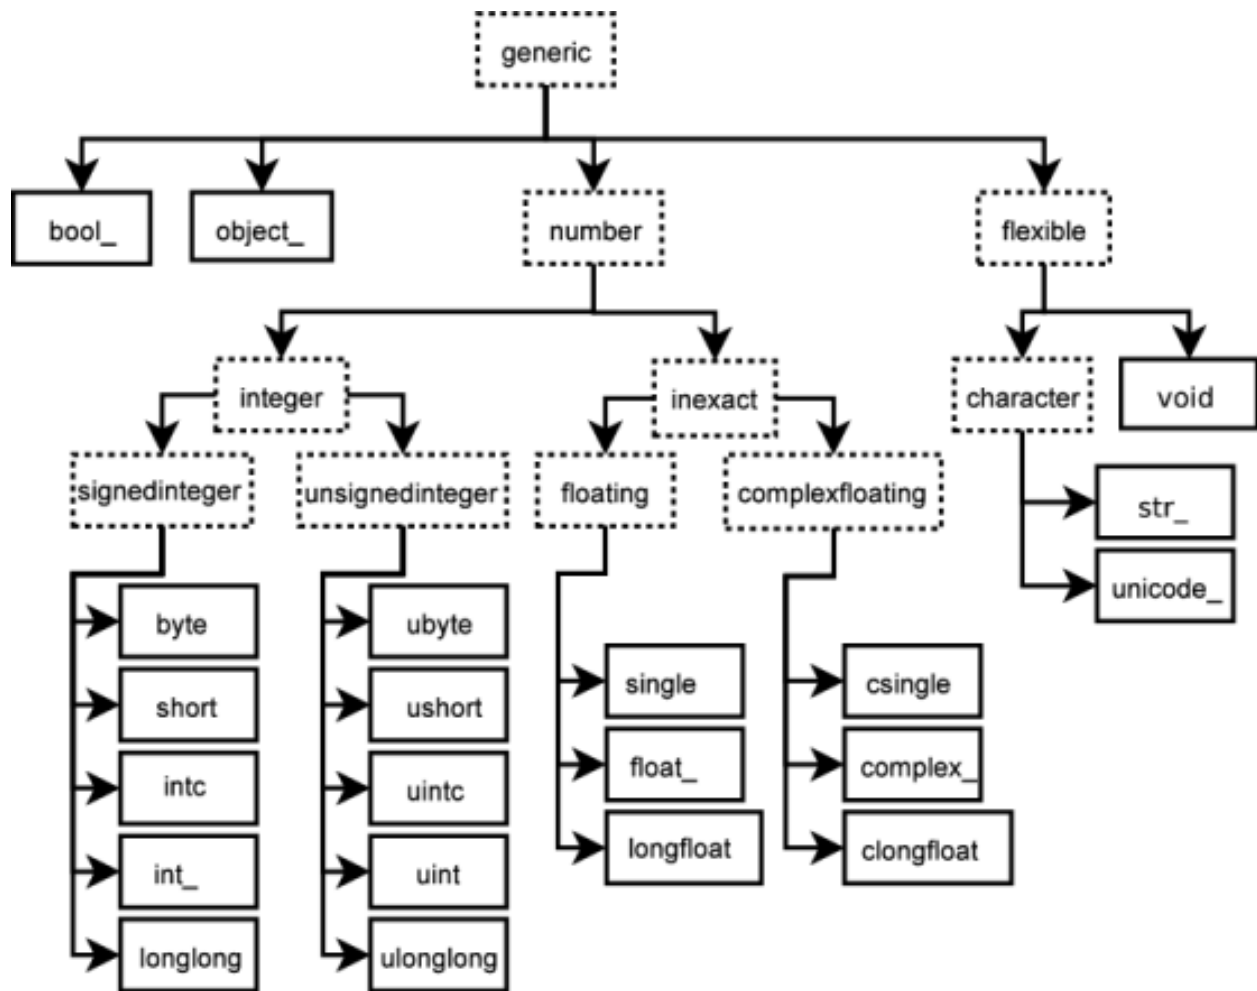 generic
bool_
object_
number
flexible
integer
inexact
character
void
signedinteger
unsignedinteger
floating
complexfloating
str_
unicode_
byte
ubyte
short
ushort
single
csingle
intc
uintc
float_
complex_
int_
uint
longfloat
clongfloat
longlong
ulonglong